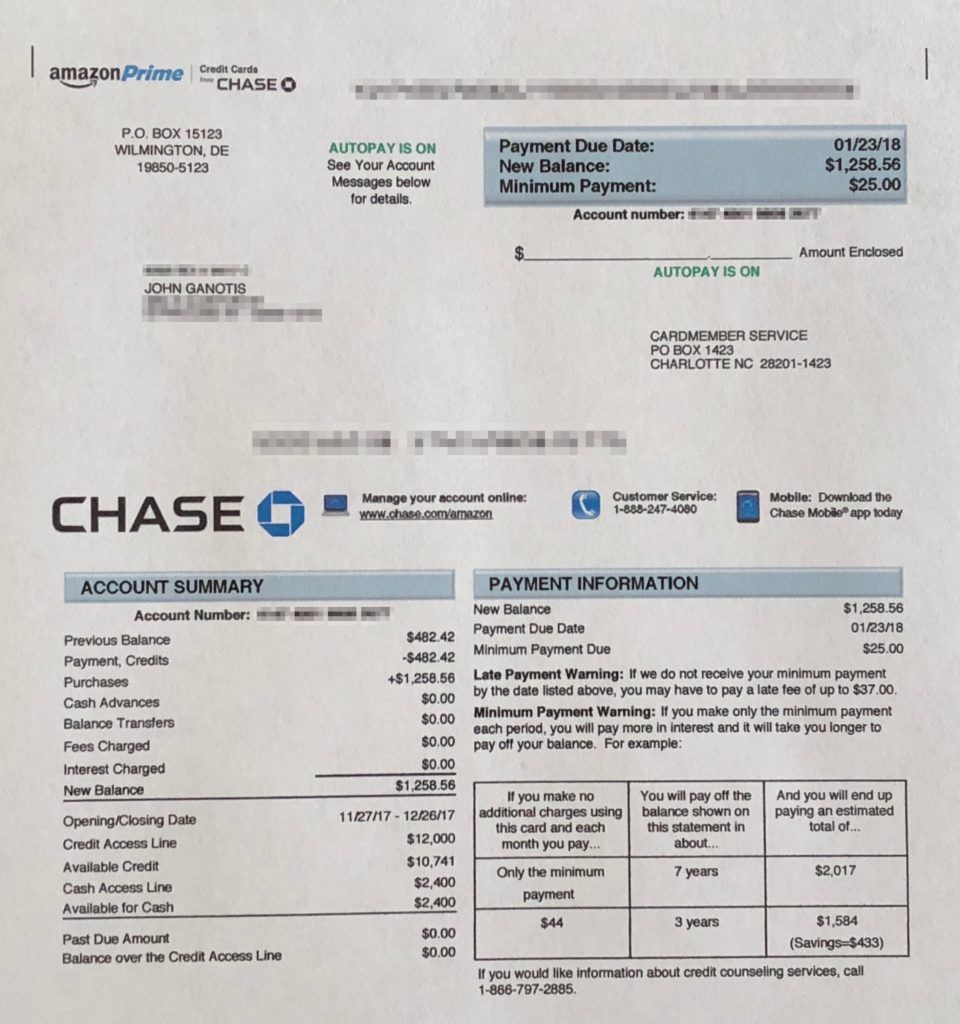 amazonPrime | Credit Cards
from CHASE
P.O. BOX 15123
WILMINGTON, DE
19850-5123
AUTOPAY IS ON
See Your Account
Messages below
for details.
Payment Due Date: 01/23/18
New Balance: $1,258.56
Minimum Payment: $25.00
Account number:
$ . Amount Enclosed
AUTOPAY IS ON
JOHN GANOTIS
CARDMEMBER SERVICE
PO BOX 1423
CHARLOTTE NC 28201-1423
CHASE
Manage your account online:
www.chase.com/amazon
Customer Service:
1-888-247-4080
Mobile: Download the
Chase Mobile® app today
ACCOUNT SUMMARY
Account Number:
Previous Balance $482.42
Payment, Credits -$482.42
Purchases +$1,258.56
Cash Advances $0.00
Balance Transfers $0.00
Fees Charged $0.00
Interest Charged $0.00
New Balance $1,258.56
Opening/Closing Date 11/27/17 - 12/26/17
Credit Access Line $12,000
Available Credit $10,741
Cash Access Line $2,400
Available for Cash $2,400
Past Due Amount $0.00
Balance over the Credit Access Line $0.00
PAYMENT INFORMATION
New Balance $1,258.56
Payment Due Date 01/23/18
Minimum Payment Due $25.00
Late Payment Warning: If we do not receive your minimum payment
by the date listed above, you may have to pay a late fee of up to $37.00.
Minimum Payment Warning: If you make only the minimum payment
each period, you will pay more in interest and it will take you longer to
pay off your balance. For example:
If you make no
additional charges using
this card and each
month you pay...
You will pay off the
balance shown on
this statement in
about...
And you will end up
paying an estimated
total of...
Only the minimum
payment
7 years
$2,017
$44
3 years
$1,584
(Savings=$433)
If you would like information about credit counseling services, call
1-866-797-2885.